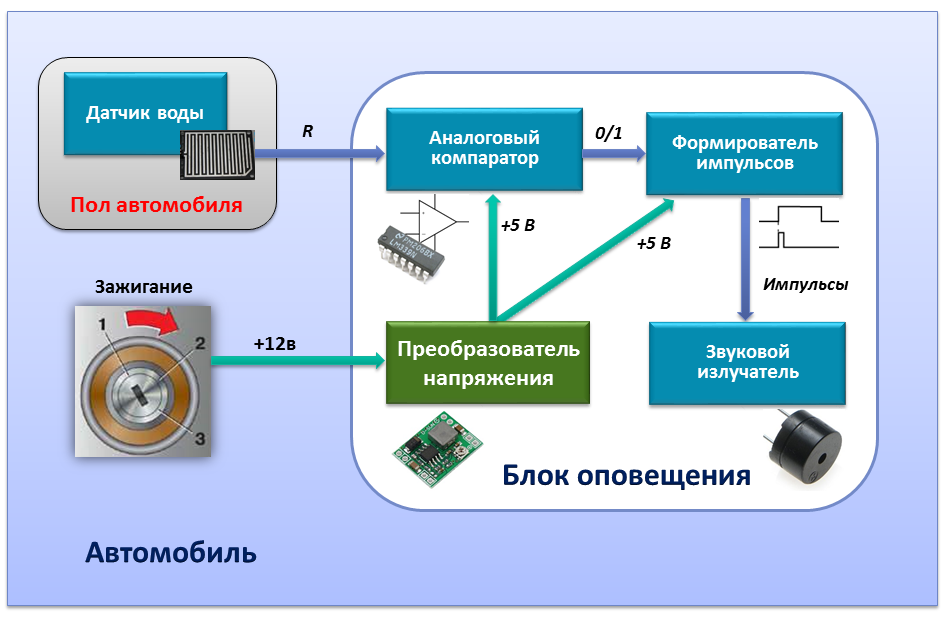 Датчик воды
Пол автомобиля
R
Аналоговый
компаратор
0/1
Формирователь
импульсов
+5 В
+5 В
LM339N
Импульсы
Зажигание
1
2
3
+12в
Преобразователь
напряжения
Звуковой
излучатель
Блок оповещения
Автомобиль